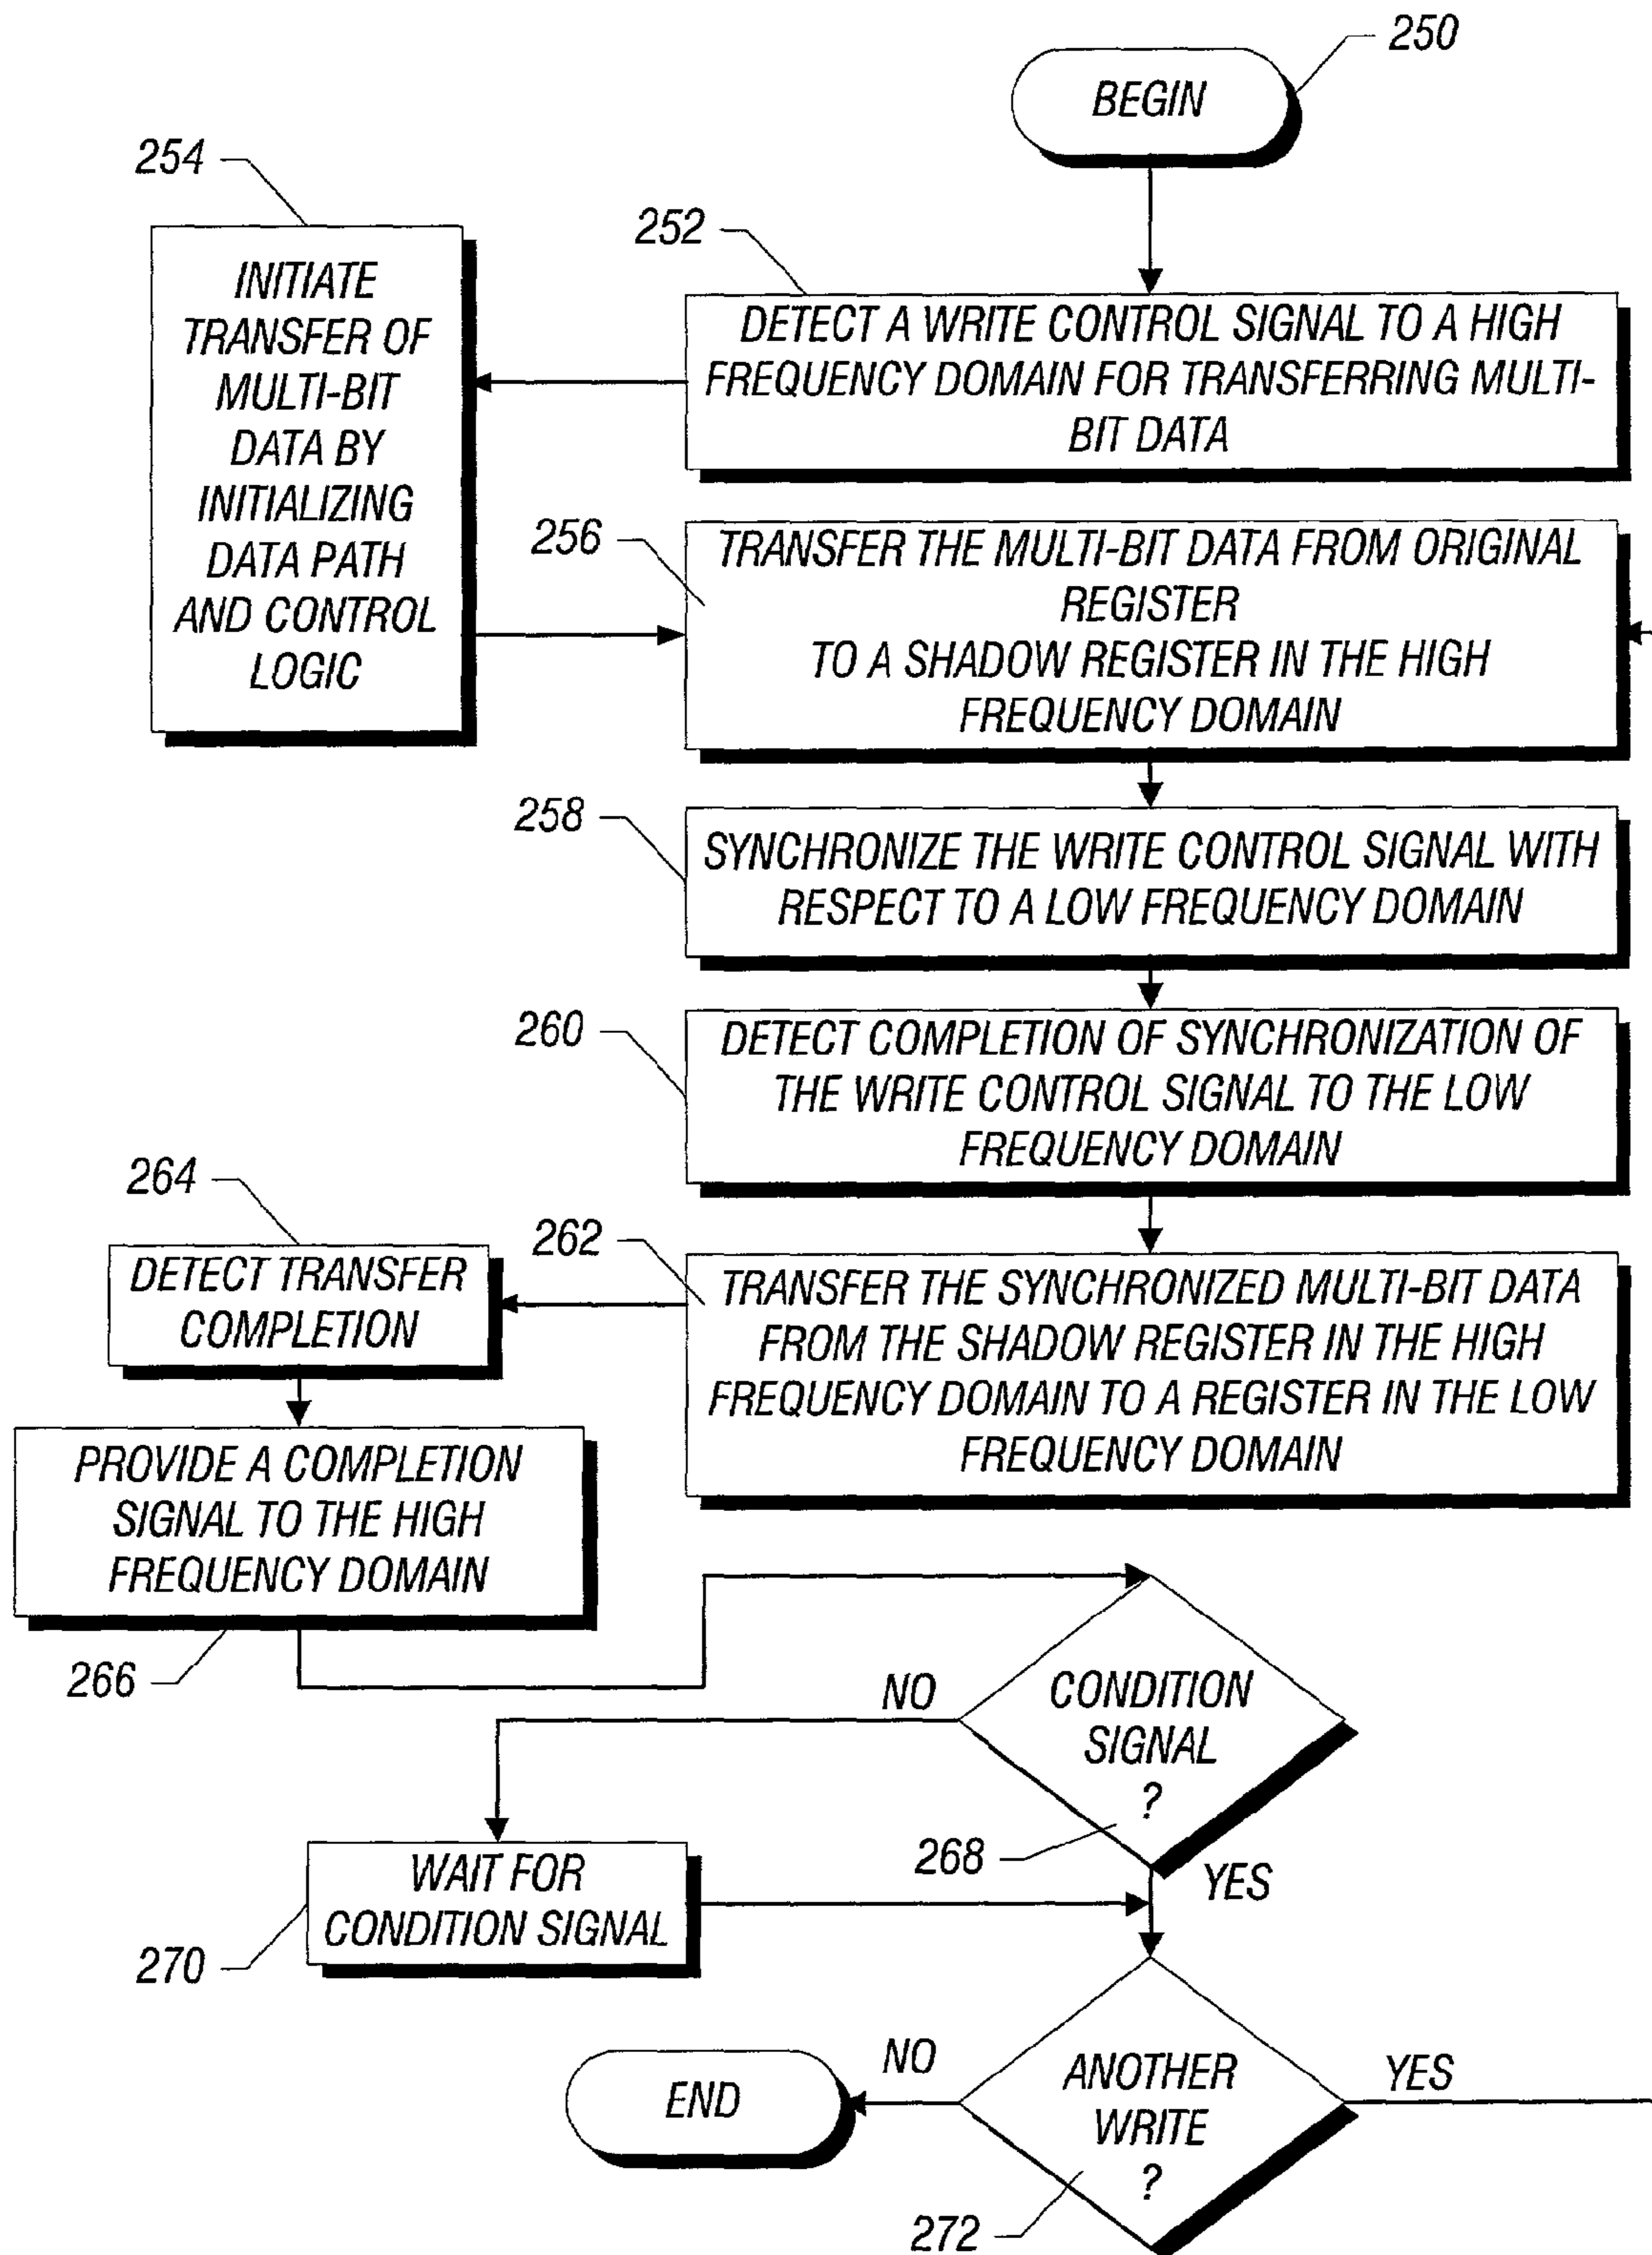 250
BEGIN
254
252
INITIATE
TRANSFER OF
MULTI-BIT
DATA BY
INITIALIZING
DATA PATH
AND CONTROL
LOGIC
DETECT A WRITE CONTROL SIGNAL TO A HIGH
FREQUENCY DOMAIN FOR TRANSFERRING MULTI-
BIT DATA
256
TRANSFER THE MULTI-BIT DATA FROM ORIGINAL
REGISTER
TO A SHADOW REGISTER IN THE HIGH
FREQUENCY DOMAIN
258
SYNCHRONIZE THE WRITE CONTROL SIGNAL WITH
RESPECT TO A LOW FREQUENCY DOMAIN
260
DETECT COMPLETION OF SYNCHRONIZATION OF
THE WRITE CONTROL SIGNAL TO THE LOW
FREQUENCY DOMAIN
262
TRANSFER THE SYNCHRONIZED MULTI-BIT DATA
FROM THE SHADOW REGISTER IN THE HIGH
FREQUENCY DOMAIN TO A REGISTER IN THE LOW
FREQUENCY DOMAIN
264
DETECT TRANSFER
COMPLETION
PROVIDE A COMPLETION
SIGNAL TO THE HIGH
FREQUENCY DOMAIN
266
CONDITION
SIGNAL
?
NO
268
YES
WAIT FOR
CONDITION SIGNAL
270
ANOTHER
WRITE
?
NO
YES
END
272